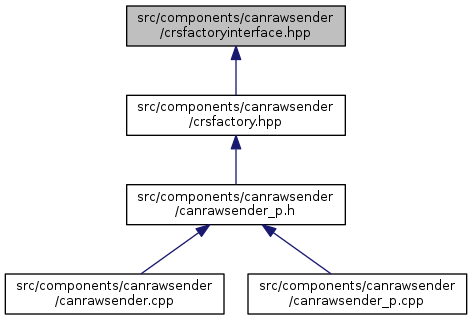 src/components/canrawsender
/crsfactoryinterface.hpp
src/components/canrawsender
/crsfactory.hpp
src/components/canrawsender
/canrawsender_p.h
src/components/canrawsender
/canrawsender.cpp
src/components/canrawsender
/canrawsender_p.cpp